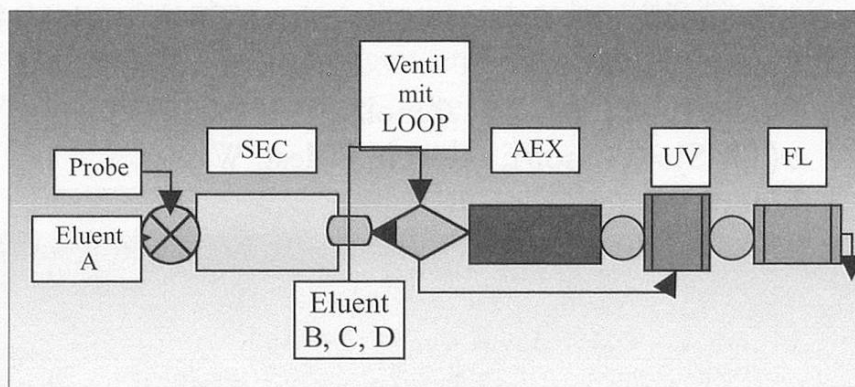 Ventil
mit
LOOP
SEC
AEX
UV
FL
Probe
Eluent
A
Eluent
B, C, D